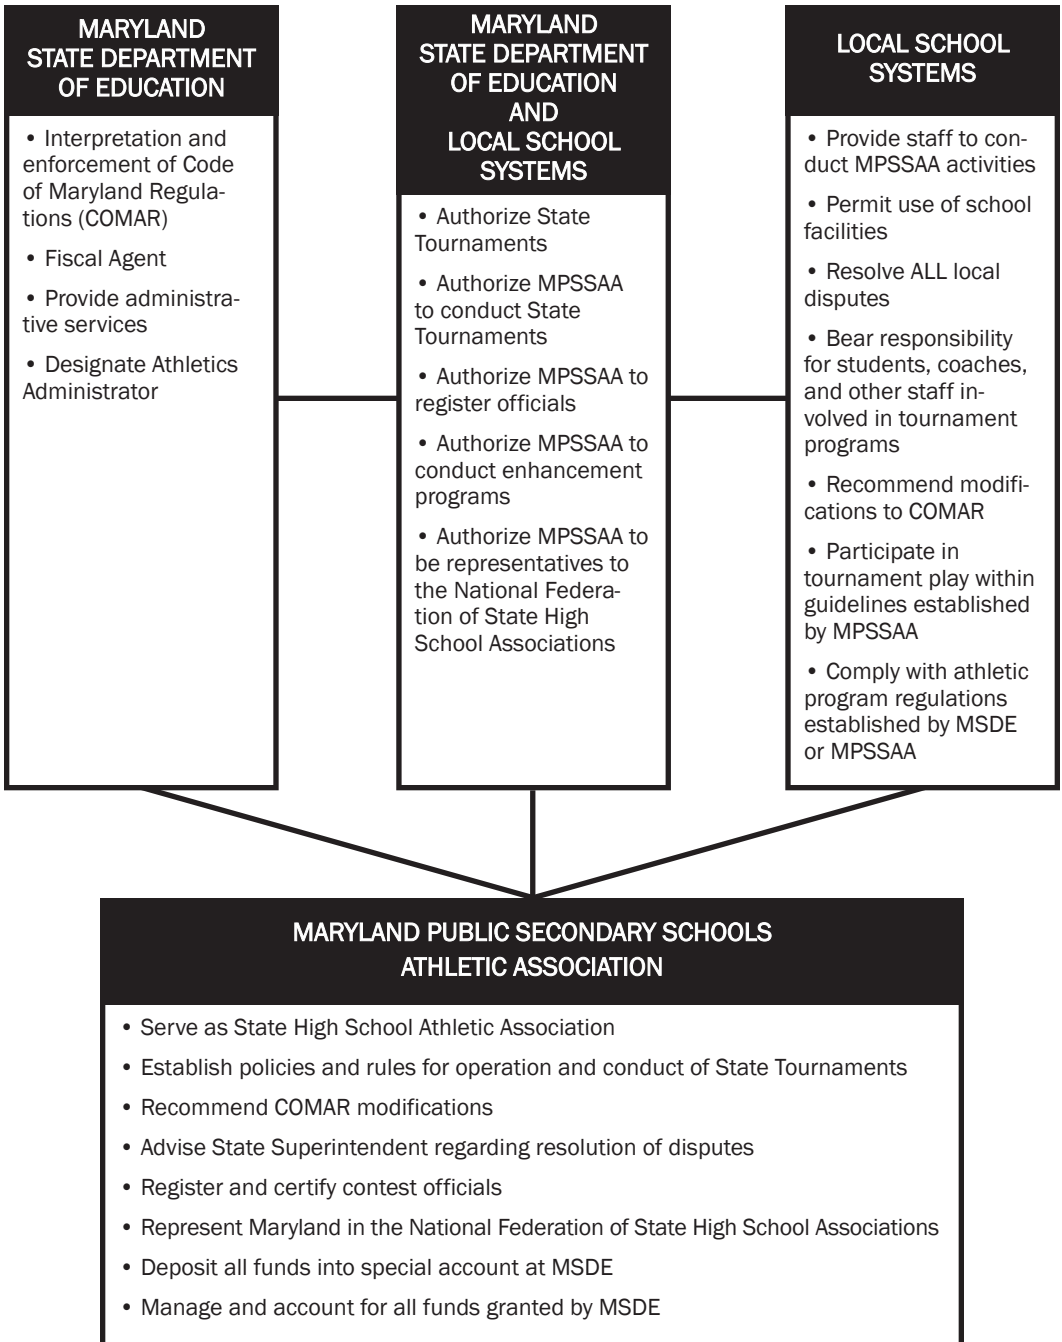 MARYLAND
STATE DEPARTMENT
OF EDUCATION
• Interpretation and
enforcement of Code
of Maryland Regula-
tions (COMAR)
• Fiscal Agent
• Provide administra-
tive services
• Designate Athletics
Administrator
MARYLAND
STATE DEPARTMENT
OF EDUCATION
AND
LOCAL SCHOOL
SYSTEMS
• Authorize State
Tournaments
• Authorize MPSSAA
to conduct State
Tournaments
• Authorize MPSSAA to
register officials
• Authorize MPSSAA to
conduct enhancement
programs
• Authorize MPSSAA to
be representatives to
the National Federa-
tion of State High
School Associations
LOCAL SCHOOL
SYSTEMS
• Provide staff to con-
duct MPSSAA activities
• Permit use of school
facilities
• Resolve ALL local
disputes
• Bear responsibility
for students, coaches,
and other staff in-
volved in tournament
programs
• Recommend modifi-
cations to COMAR
• Participate in
tournament play within
guidelines established
by MPSSAA
• Comply with athletic
program regulations
established by MSDE
or MPSSAA
MARYLAND PUBLIC SECONDARY SCHOOLS
ATHLETIC ASSOCIATION
• Serve as State High School Athletic Association
• Establish policies and rules for operation and conduct of State Tournaments
• Recommend COMAR modifications
• Advise State Superintendent regarding resolution of disputes
• Register and certify contest officials
• Represent Maryland in the National Federation of State High School Associations
• Deposit all funds into special account at MSDE
• Manage and account for all funds granted by MSDE